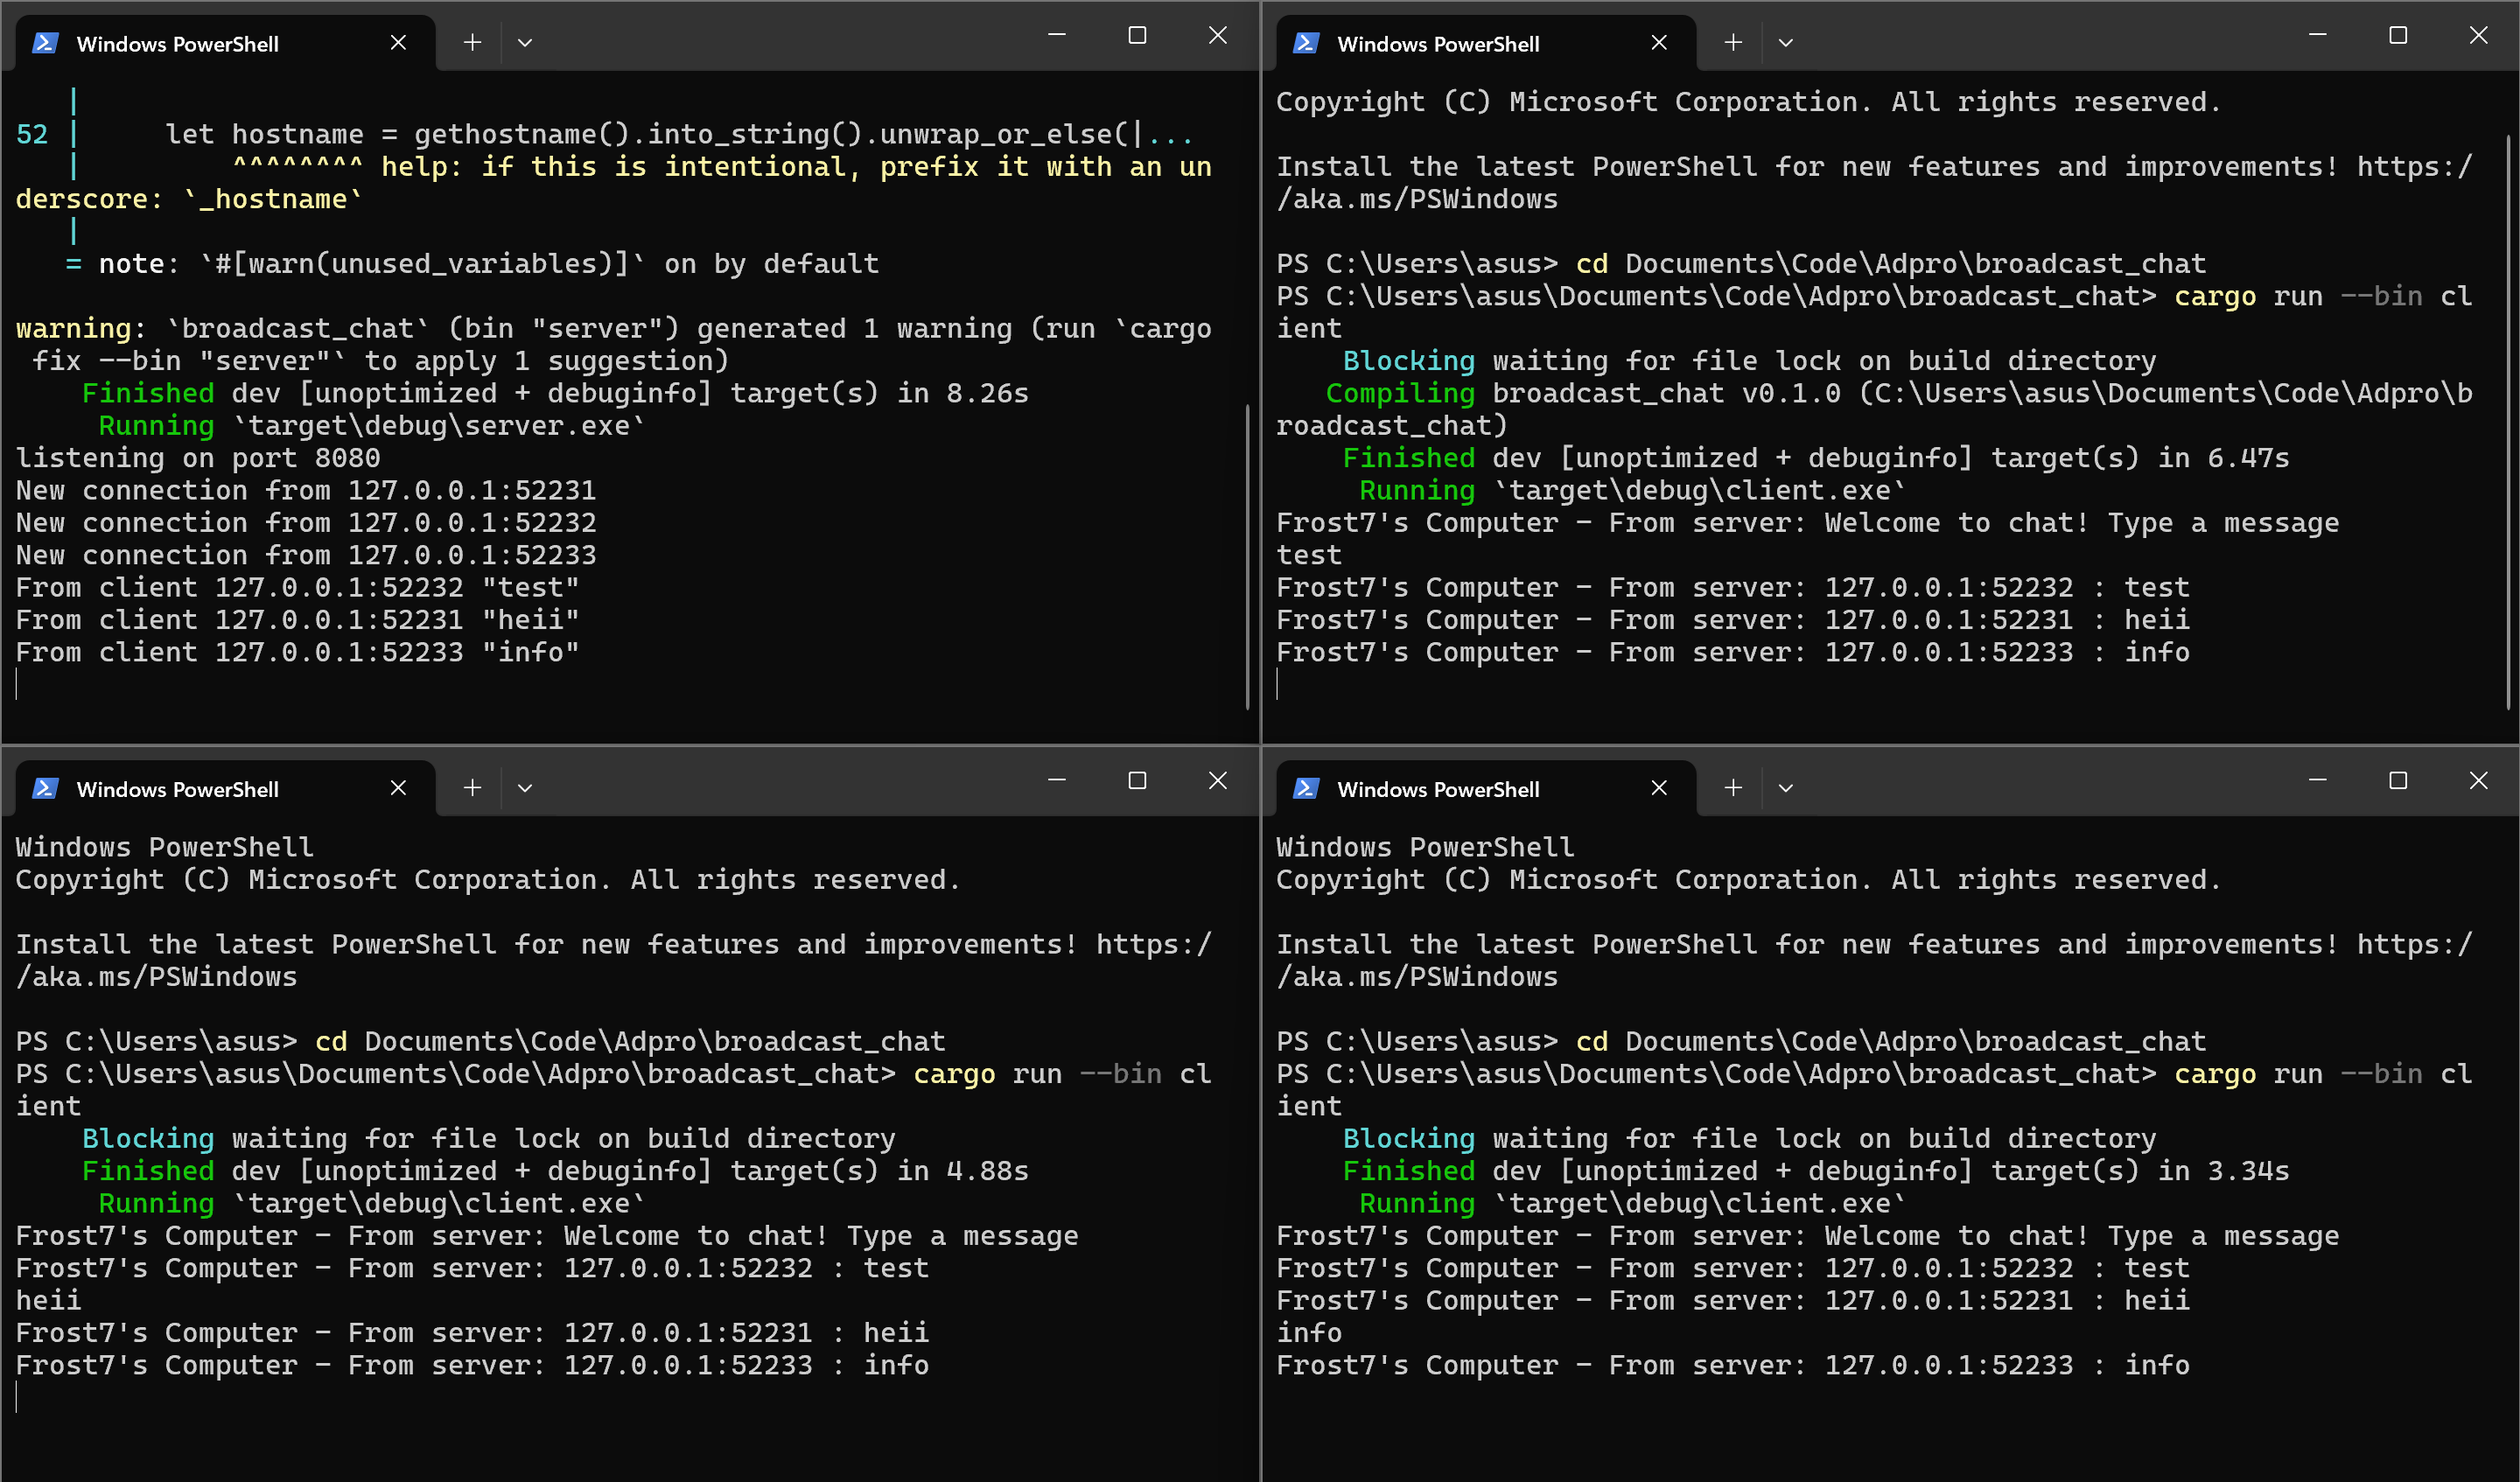 Windows PowerShell
|
52 |     let hostname = gethostname().into_string().unwrap_or_else(|...
   |         ^^^^^^^^ help: if this is intentional, prefix it with an un
derscore: `_hostname`
   |
   = note: `#[warn(unused_variables)]` on by default
warning: `broadcast_chat` (bin "server") generated 1 warning (run `cargo
 fix --bin "server"` to apply 1 suggestion)
    Finished dev [unoptimized + debuginfo] target(s) in 8.26s
     Running `target\debug\server.exe`
listening on port 8080
New connection from 127.0.0.1:52231
New connection from 127.0.0.1:52232
New connection from 127.0.0.1:52233
From client 127.0.0.1:52232 "test"
From client 127.0.0.1:52231 "heii"
From client 127.0.0.1:52233 "info"
Windows PowerShell
Copyright (C) Microsoft Corporation. All rights reserved.
Install the latest PowerShell for new features and improvements! https:/
/aka.ms/PSWindows
PS C:\Users\asus> cd Documents\Code\Adpro\broadcast_chat
PS C:\Users\asus\Documents\Code\Adpro\broadcast_chat> cargo run --bin cl
ient
    Blocking waiting for file lock on build directory
   Compiling broadcast_chat v0.1.0 (C:\Users\asus\Documents\Code\Adpro\b
roadcast_chat)
    Finished dev [unoptimized + debuginfo] target(s) in 6.47s
     Running `target\debug\client.exe`
Frost7's Computer - From server: Welcome to chat! Type a message
test
Frost7's Computer - From server: 127.0.0.1:52232 : test
Frost7's Computer - From server: 127.0.0.1:52231 : heii
Frost7's Computer - From server: 127.0.0.1:52233 : info
Windows PowerShell
Windows PowerShell
Copyright (C) Microsoft Corporation. All rights reserved.
Install the latest PowerShell for new features and improvements! https:/
/aka.ms/PSWindows
PS C:\Users\asus> cd Documents\Code\Adpro\broadcast_chat
PS C:\Users\asus\Documents\Code\Adpro\broadcast_chat> cargo run --bin cl
ient
    Blocking waiting for file lock on build directory
    Finished dev [unoptimized + debuginfo] target(s) in 4.88s
     Running `target\debug\client.exe`
Frost7's Computer - From server: Welcome to chat! Type a message
Frost7's Computer - From server: 127.0.0.1:52232 : test
heii
Frost7's Computer - From server: 127.0.0.1:52231 : heii
Frost7's Computer - From server: 127.0.0.1:52233 : info
Windows PowerShell
Windows PowerShell
Copyright (C) Microsoft Corporation. All rights reserved.
Install the latest PowerShell for new features and improvements! https:/
/aka.ms/PSWindows
PS C:\Users\asus> cd Documents\Code\Adpro\broadcast_chat
PS C:\Users\asus\Documents\Code\Adpro\broadcast_chat> cargo run --bin cl
ient
    Blocking waiting for file lock on build directory
    Finished dev [unoptimized + debuginfo] target(s) in 3.34s
     Running `target\debug\client.exe`
Frost7's Computer - From server: Welcome to chat! Type a message
Frost7's Computer - From server: 127.0.0.1:52232 : test
Frost7's Computer - From server: 127.0.0.1:52231 : heii
info
Frost7's Computer - From server: 127.0.0.1:52233 : info